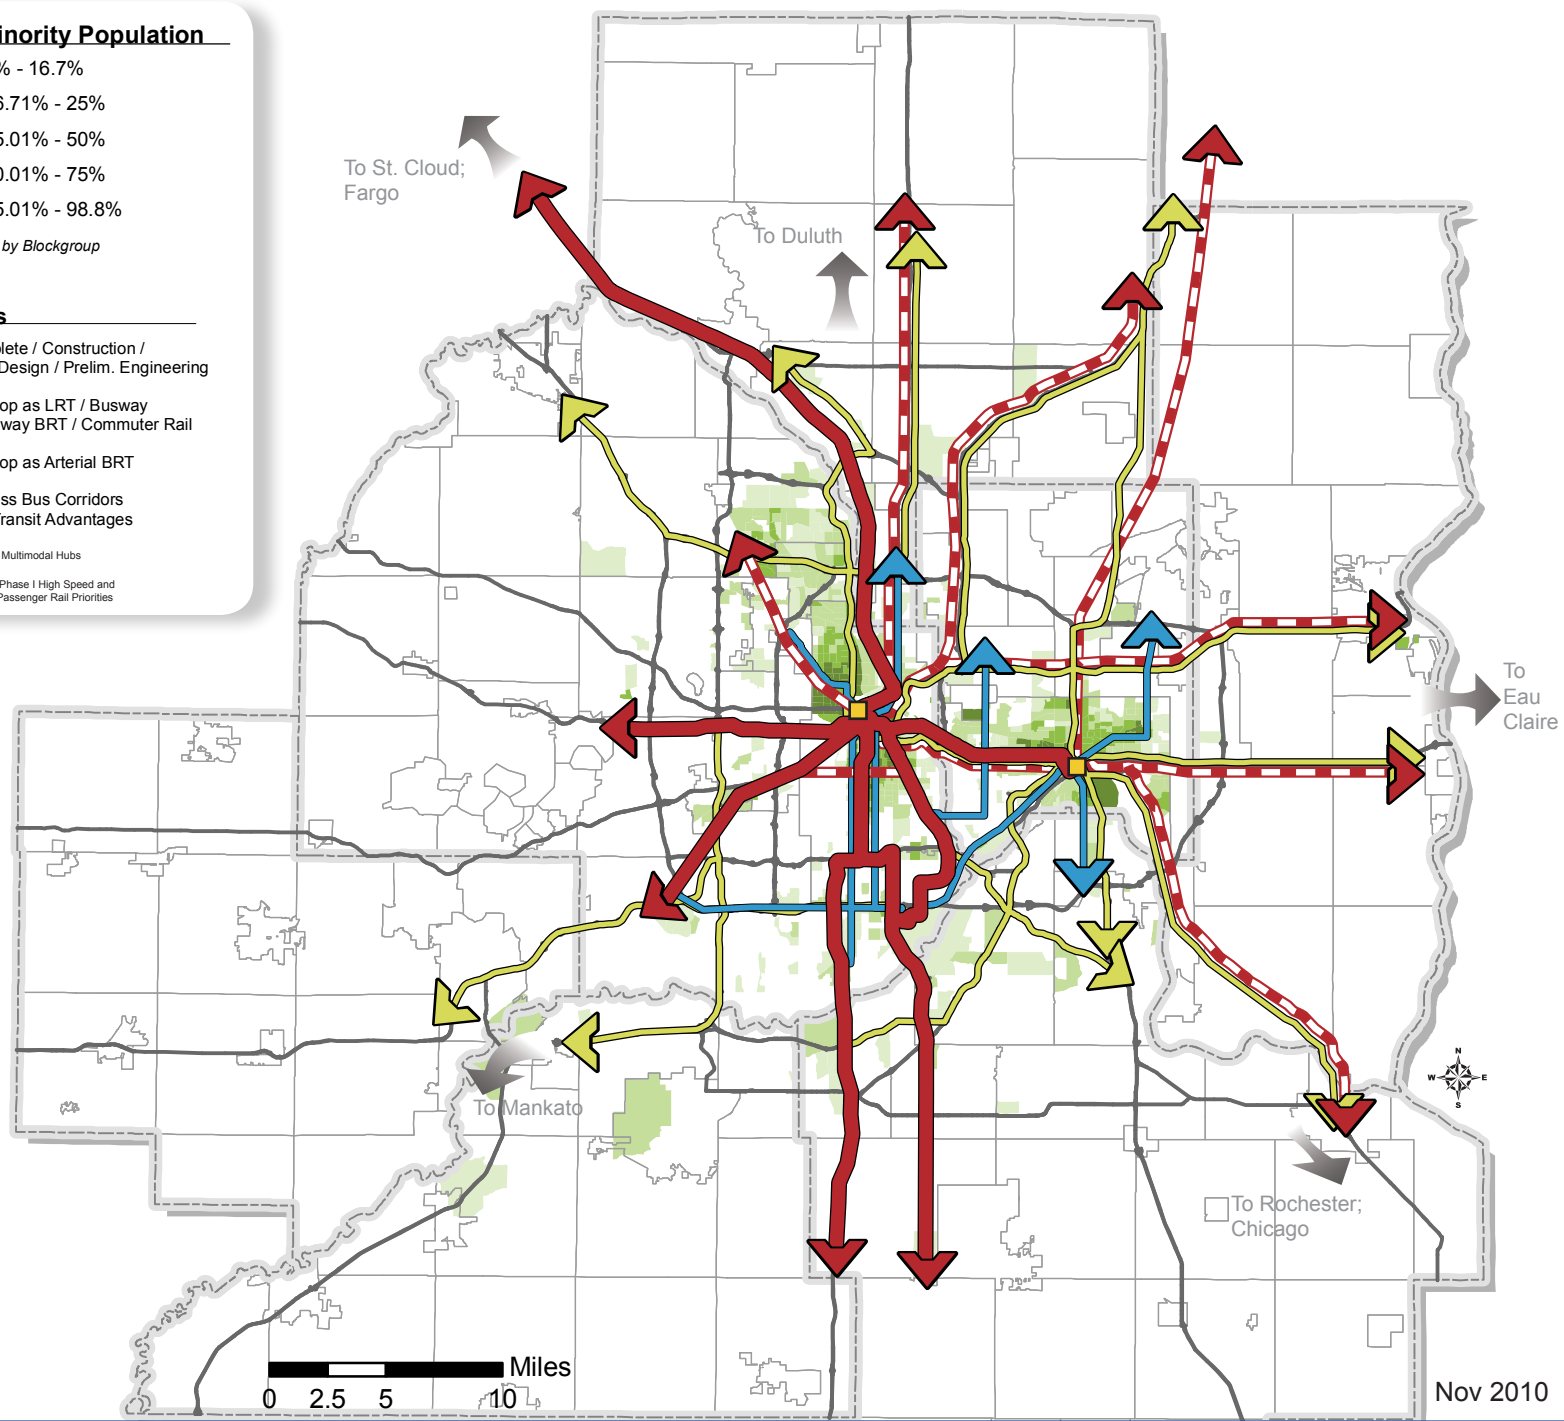 inority Population
% - 16.7%
6.71% - 25%
5.01% - 50%
0.01% - 75%
5.01% - 98.8%
by Blockgroup
s
lete / Construction /
Design / Prelim. Engineering
op as LRT / Busway
way BRT / Commuter Rail
op as Arterial BRT
ss Bus Corridors
Transit Advantages
Multimodal Hubs
Phase I High Speed and
Passenger Rail Priorities
To St. Cloud;
Fargo
To Duluth
To
Eau
Claire
To Mankato
To Rochester;
Chicago
N
W E
S
Miles
0 2.5 5 10
Nov 2010